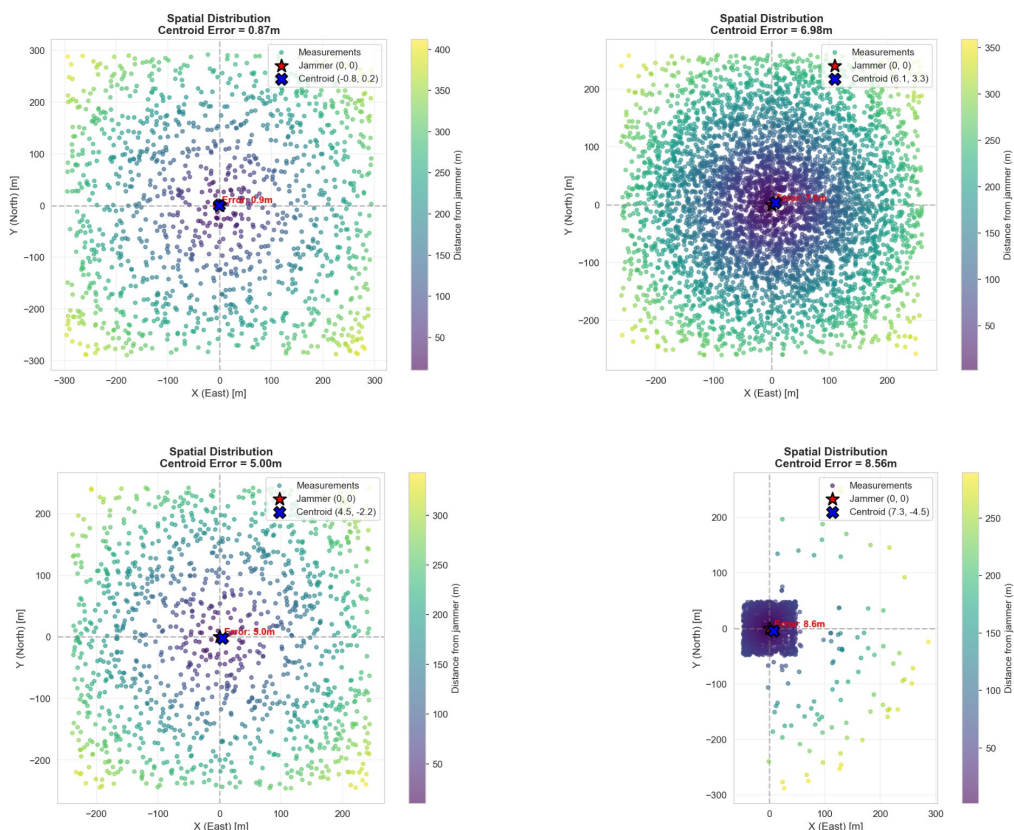 Spatial Distribution
Centroid Error = 0.87m
Measurements
Jammer (0, 0)
Centroid (-0.8, 0.2)
Error: 0.9m
Y (North) [m]
300
200
100
0
−100
−200
−300
−300 −200 −100 0 100 200 300
X (East) [m]
400
350
300
250
200
150
100
50
Distance from jammer (m)
Spatial Distribution
Centroid Error = 6.98m
Measurements
Jammer (0, 0)
Centroid (6.1, 3.3)
Y (North) [m]
200
100
0
−100
−200
−200 −100 0 100 200
X (East) [m]
350
300
250
200
150
100
50
Distance from jammer (m)
Spatial Distribution
Centroid Error = 5.00m
Measurements
Jammer (0, 0)
Centroid (4.5, -2.2)
Error: 5.0m
Y (North) [m]
200
100
0
−100
−200
−200 −100 0 100 200
X (East) [m]
300
250
200
150
100
50
Distance from jammer (m)
Spatial Distribution
Centroid Error = 8.56m
Measurements
Jammer (0, 0)
Centroid (7.3, -4.5)
Error: 8.6m
Y (North) [m]
200
100
0
−100
−200
−300
0 100 200 300
X (East) [m]
250
200
150
100
50
Distance from jammer (m)